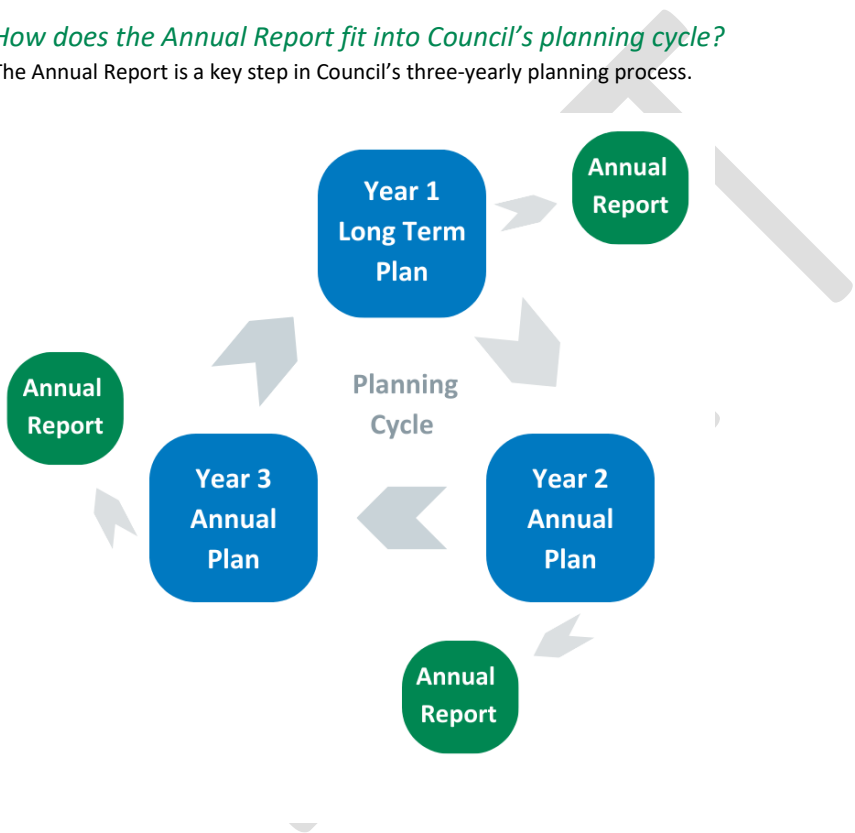 How does the Annual Report fit into Council's planning cycle?
The Annual Report is a key step in Council's three-yearly planning process.
Year 1
Long Term
Plan
Annual
Report
Planning
Cycle
Annual
Report
Year 3
Annual
Plan
Year 2
Annual
Plan
Annual
Report